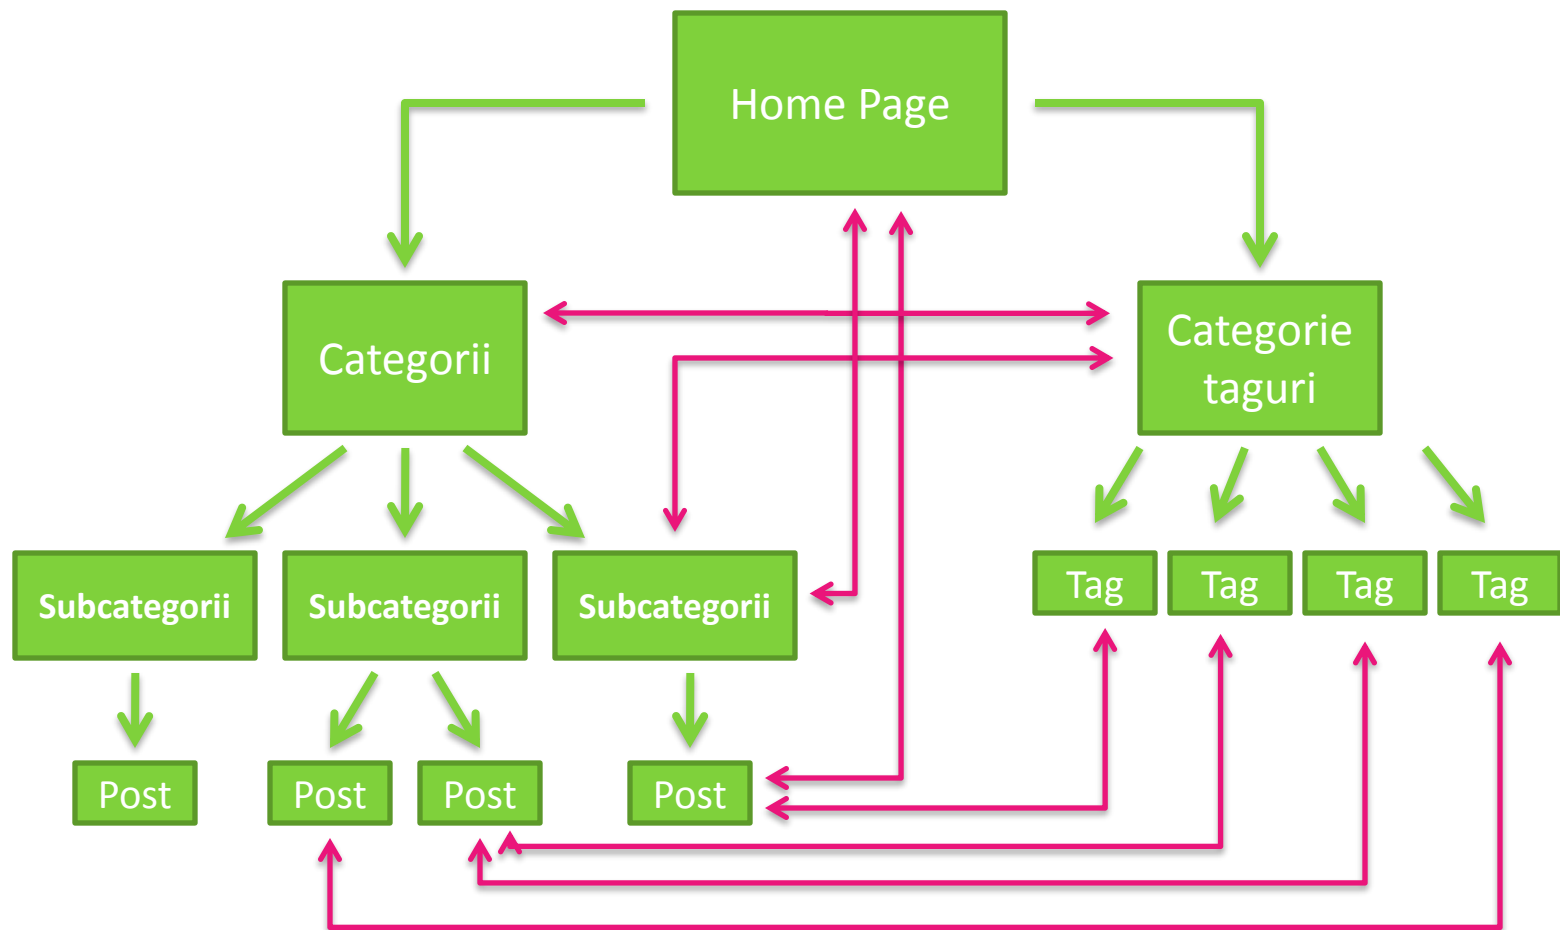 Home Page
Categorii
Categorie
taguri
Subcategorii
Subcategorii
Subcategorii
Tag
Tag
Tag
Tag
Post
Post
Post
Post